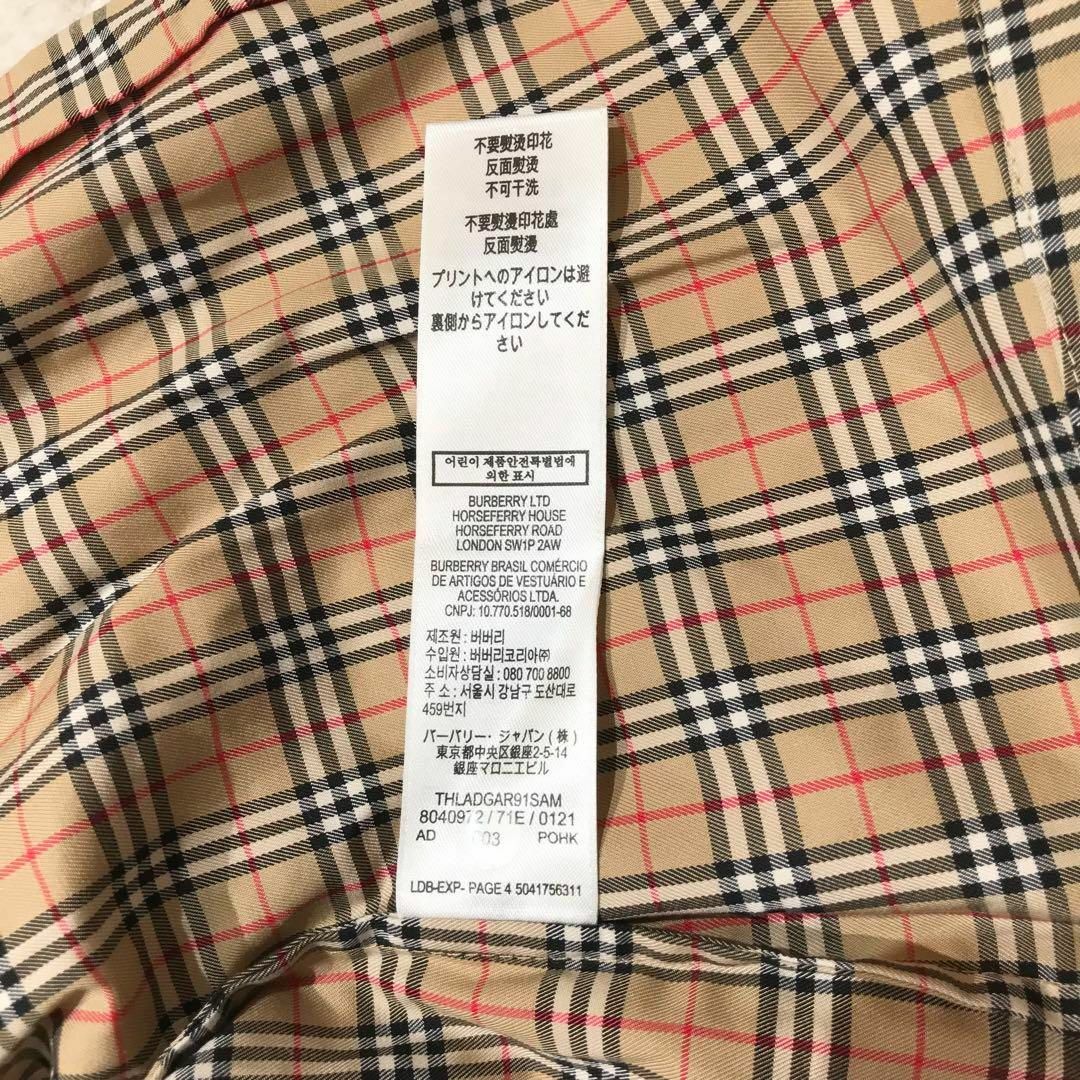 不要熨烫印花
反面熨烫
不可干洗
不要熨燙印花處
反面熨燙
プリントへのアイロンは避
けてください
裏側からアイロンしてくだ
さい
어린이 제품안전특별법에
의한 표시
BURBERRY LTD
HORSEFERRY HOUSE
HORSEFERRY ROAD
LONDON SW1P 2AW
BURBERRY BRASIL COMÉRCIO
DE ARTIGOS DE VESTUÁRIO E
ACESSÓRIOS LTDA.
CNPJ: 10.770.518/0001-68
제조원 : 버버리
수입원 : 버버리코리아㈜
소비자상담실 : 080 700 8800
주 소 : 서울시 강남구 도산대로
459번지
バーバリー・ジャパン (株)
東京都中央区銀座2-5-14
銀座マロニエビル
THLADGAR91SAM
8040972 / 71E / 0121
AD 03 POHK
LDB-EXP- PAGE 4 5041756311